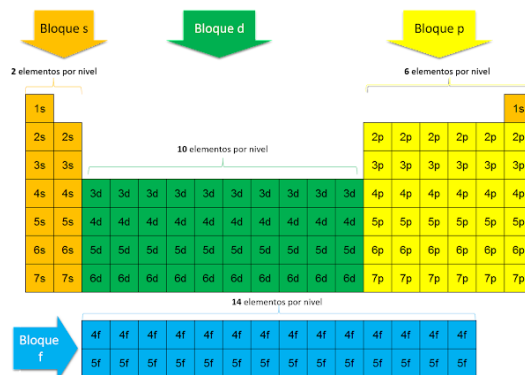 Bloque s Bloque d Bloque p
2 elementos por nivel 6 elementos por nivel
1s 1s
10 elementos por nivel
2s 2s 2p 2p 2p 2p 2p 2p
3s 3s 3p 3p 3p 3p 3p 3p
4s 4s 3d 3d 3d 3d 3d 3d 3d 3d 3d 3d 4p 4p 4p 4p 4p 4p
5s 5s 4d 4d 4d 4d 4d 4d 4d 4d 4d 4d 5p 5p 5p 5p 5p 5p
6s 6s 5d 5d 5d 5d 5d 5d 5d 5d 5d 5d 6p 6p 6p 6p 6p 6p
7s 7s 6d 6d 6d 6d 6d 6d 6d 6d 6d 6d 7p 7p 7p 7p 7p 7p
14 elementos por nivel
Bloque
f
4f 4f 4f 4f 4f 4f 4f 4f 4f 4f 4f 4f 4f 4f
5f 5f 5f 5f 5f 5f 5f 5f 5f 5f 5f 5f 5f 5f